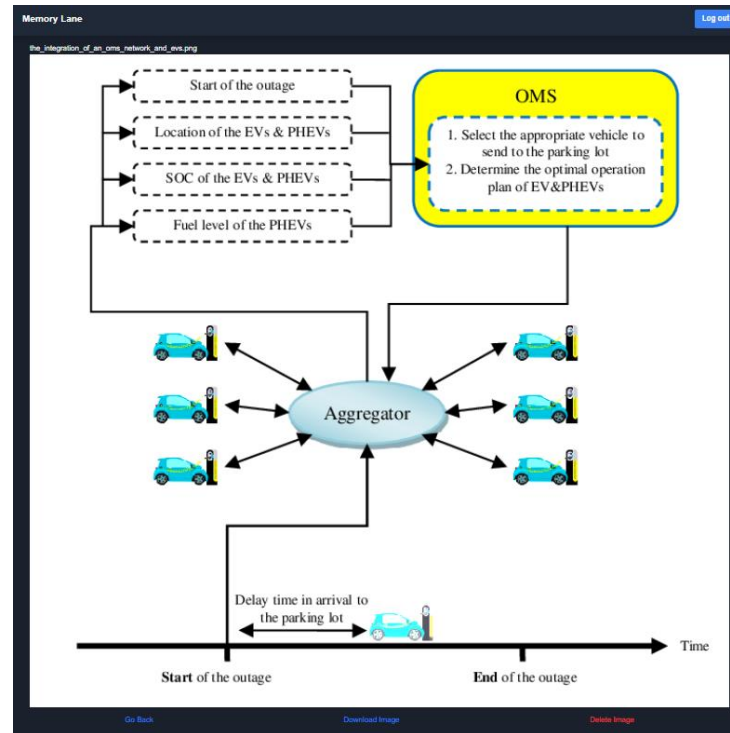 Memory Lane
Log out
the_integration_of_an_oms_network_and_evs.png
Start of the outage
Location of the EVs & PHEVs
SOC of the EVs & PHEVs
Fuel level of the PHEVs
OMS
1. Select the appropriate vehicle to
send to the parking lot
2. Determine the optimal operation
plan of EV&PHEVs
Aggregator
Delay time in arrival to
the parking lot
Time
Start of the outage
End of the outage
Go Back
Download Image
Delete Image